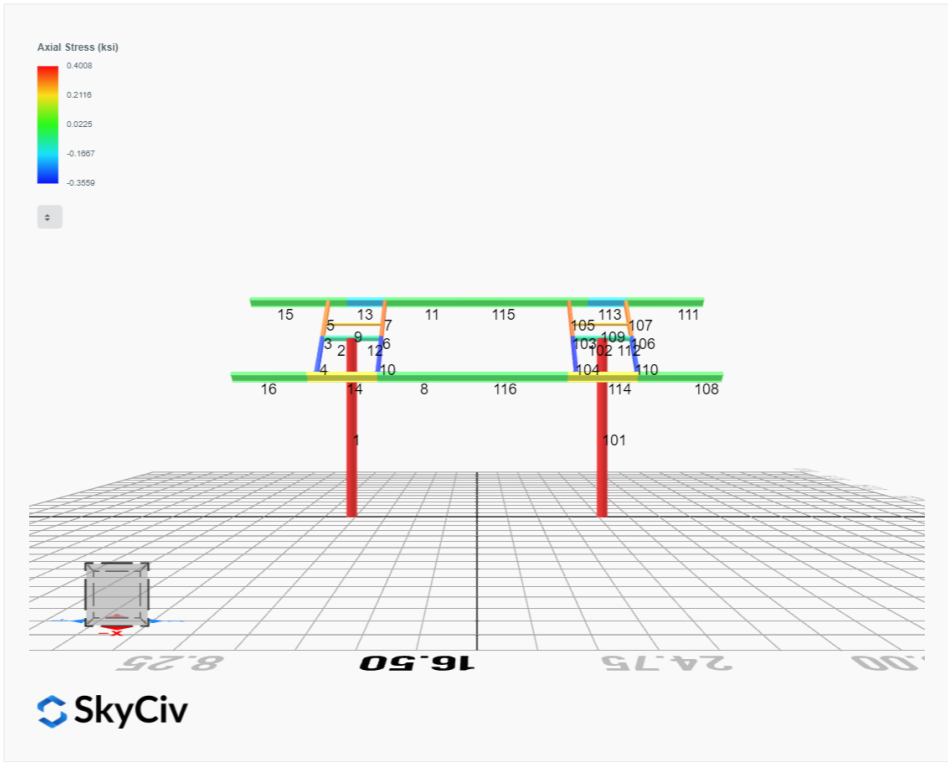 Axial Stress (ksi)
0.4008
0.2116
0.0225
-0.1667
-0.3559
15 13 11 115 113 111
5 7 105 107
9 109
3 6 103 106
2 12 102 112
4 10 104 110
16 14 8 116 114 108
1 101
-X
8.25 16.50 24.75
SkyCiv